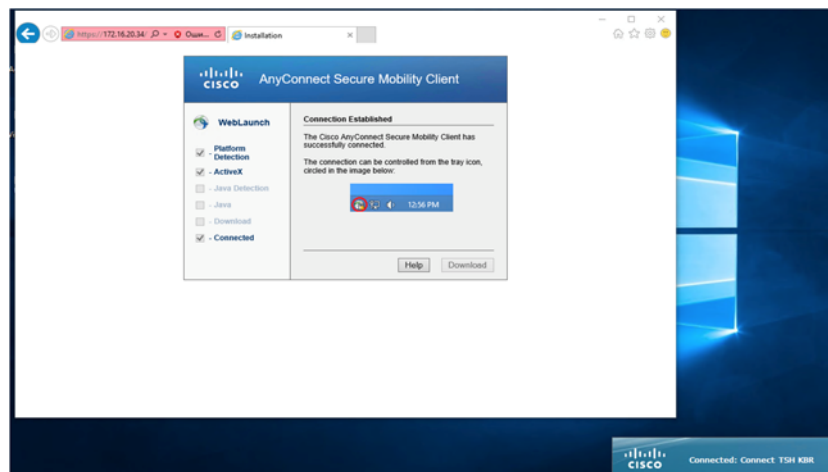 https://172.16.20.34/
Ошик...
Installation
CISCO
AnyConnect Secure Mobility Client
WebLaunch
- Platform Detection
- ActiveX
- Java Detection
- Java
- Download
- Connected
Connection Established
The Cisco AnyConnect Secure Mobility Client has
successfully connected.
The connection can be controlled from the tray icon,
circled in the image below:
12:56 PM
Help
Download
CISCO
Connected: Connect TSH KBR